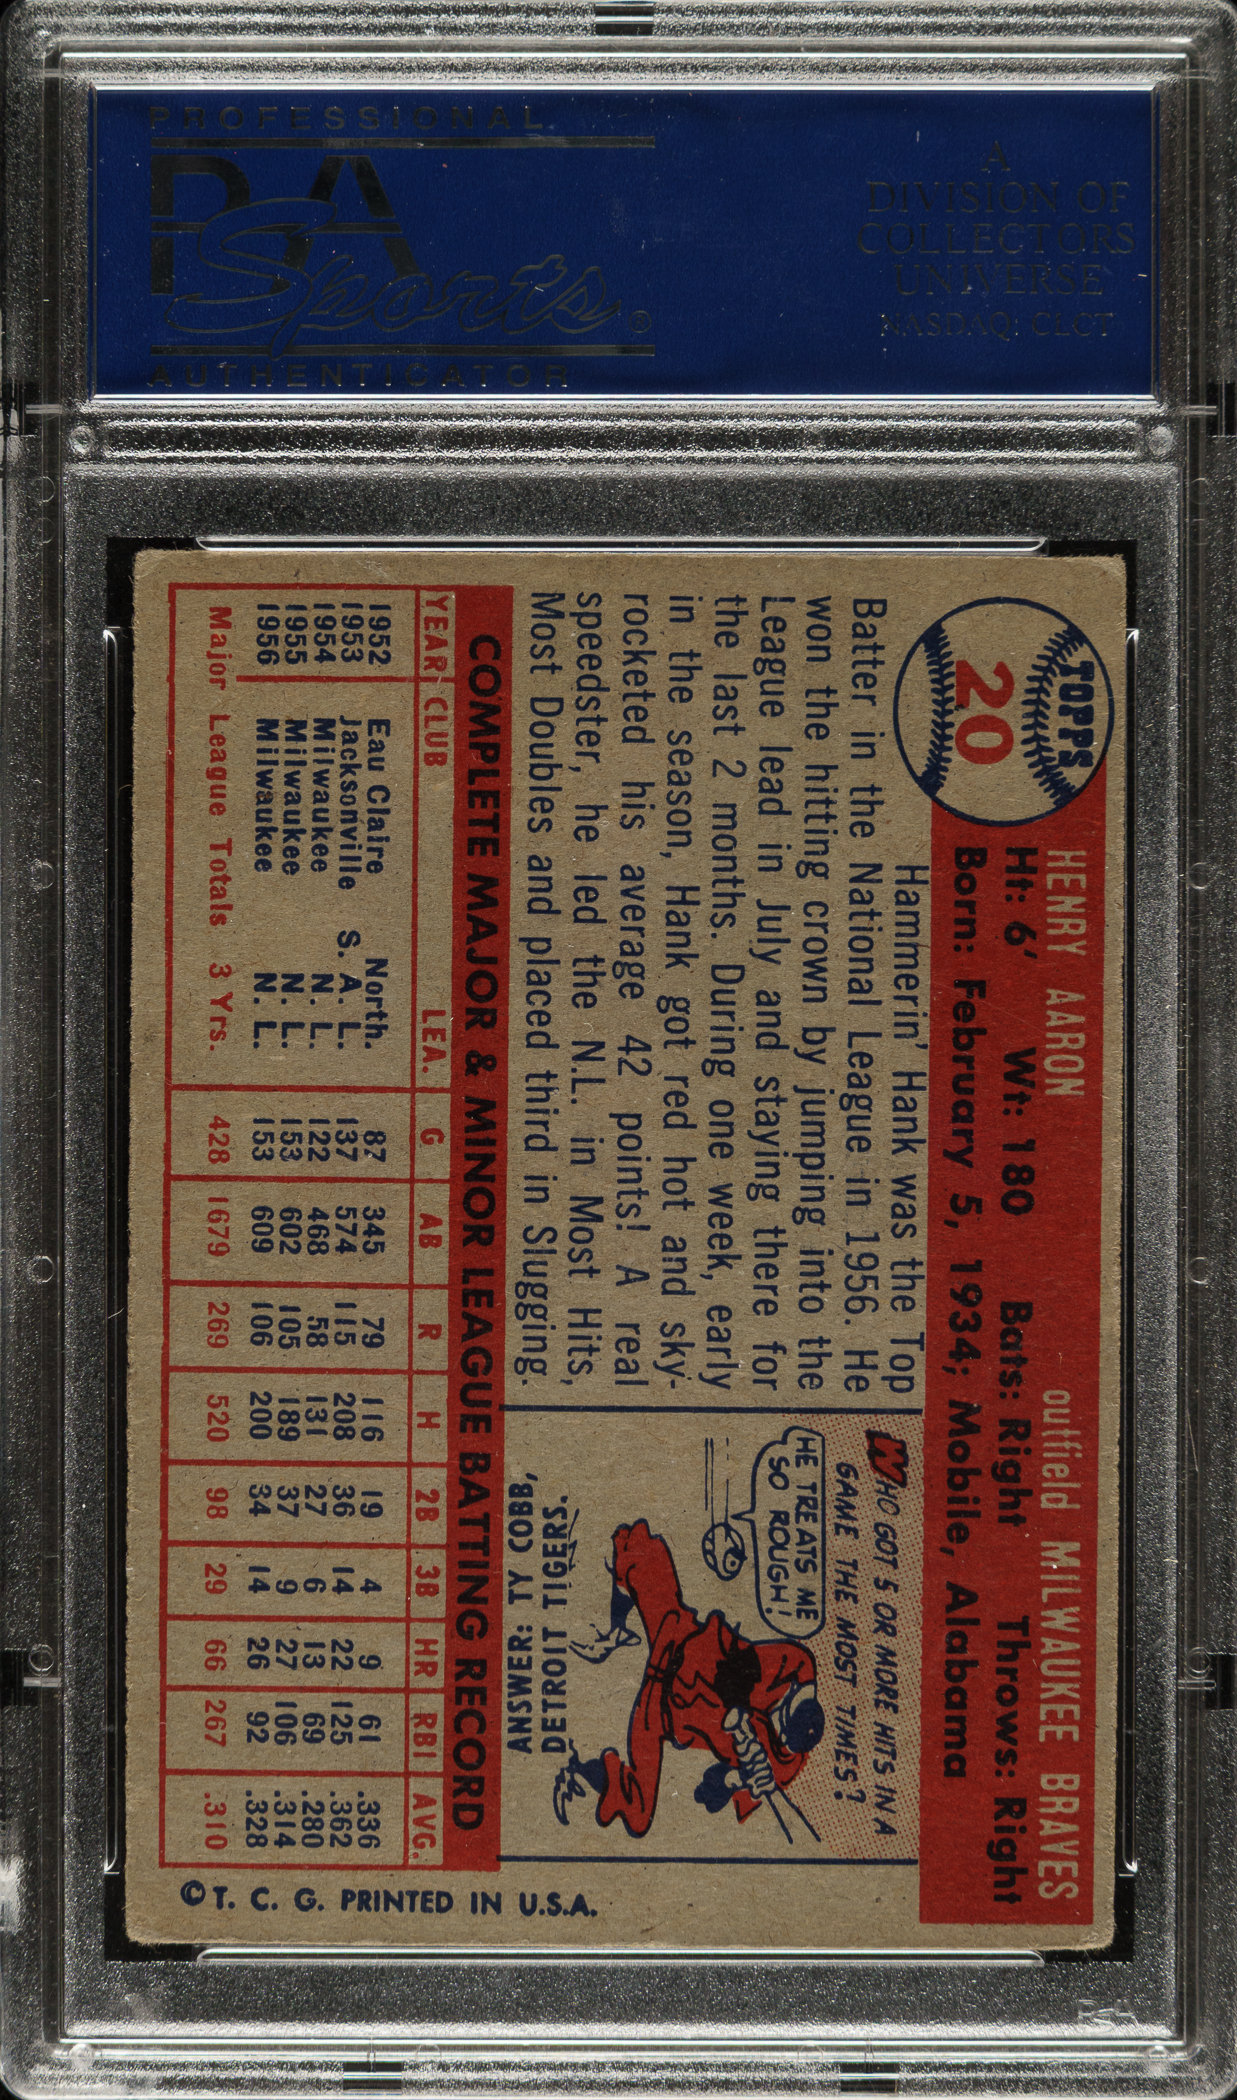 PROFESSIONAL
PSA
Sports®
AUTHENTICATOR
A
DIVISION OF
COLLECTORS
UNIVERSE
NASDAQ: CLCT
TOPPS
20
HENRY AARON outfield MILWAUKEE BRAVES
Ht: 6' Wt: 180 Bats: Right Throws: Right
Born: February 5, 1934; Mobile, Alabama
Hammerin' Hank was the Top
Batter in the National League in 1956. He
won the hitting crown by jumping into the
League lead in July and staying there for
the last 2 months. During one week, early
in the season, Hank got red hot and sky-
rocketed his average 42 points! A real
speedster, he led the N.L. in Most Hits,
Most Doubles and placed third in Slugging.
WHO GOT 5 OR MORE HITS IN A
GAME THE MOST TIMES?
HE TREATS ME
SO ROUGH!
ANSWER: TY COBB,
DETROIT TIGERS.
COMPLETE MAJOR & MINOR LEAGUE BATTING RECORD
YEAR CLUB LEA. G AB R H 2B 3B HR RBI AVG.
1952 Eau Claire North. 87 345 79 116 19 4 9 61 .336
1953 Jacksonville S. A. L. 137 574 115 208 36 14 22 125 .362
1954 Milwaukee N. L. 122 468 58 131 27 6 13 69 .280
1955 Milwaukee N. L. 153 602 105 189 37 9 27 106 .314
1956 Milwaukee N. L. 153 609 106 200 34 14 26 92 .328
Major League Totals 3 Yrs. 428 1679 269 520 98 29 66 267 .310
© T. C. G. PRINTED IN U.S.A.
PSA